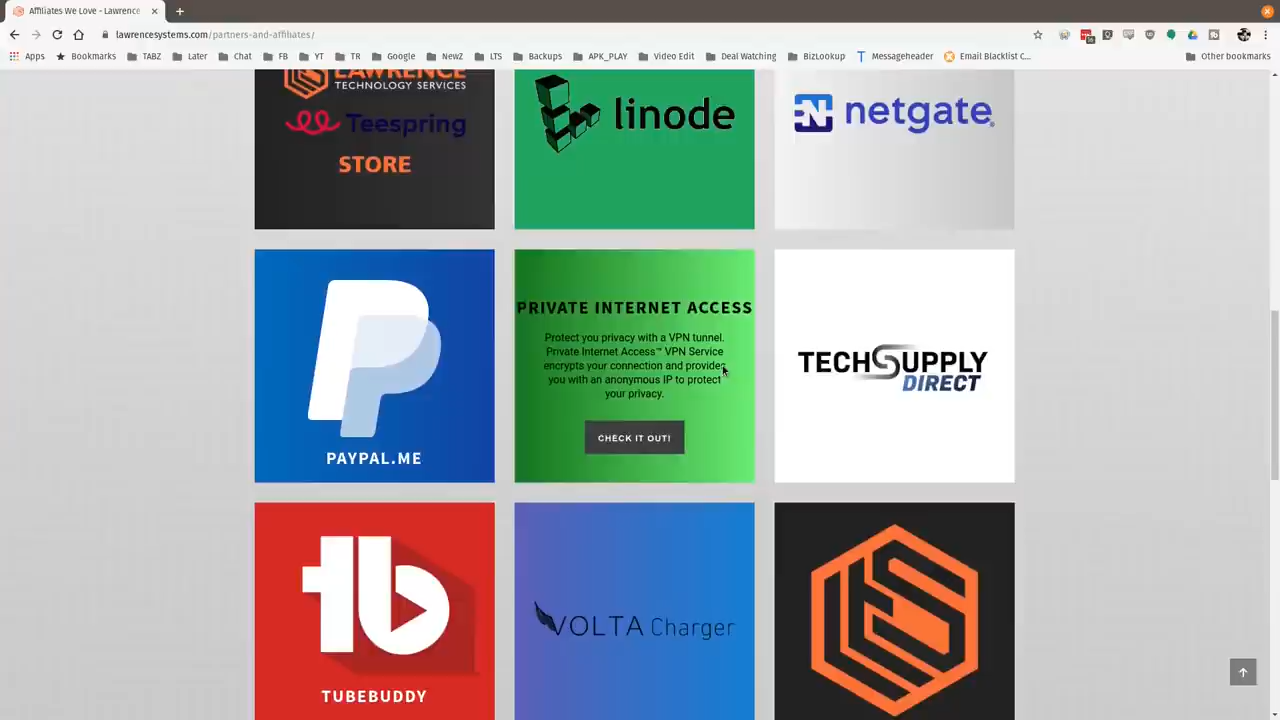 Affiliates We Love - Lawrence
lawrencesystems.com/partners-and-affiliates/
Apps Bookmarks TABZ Later Chat FB YT TR Google NewZ LTS Backups APK_PLAY Video Edit Deal Watching BizLookup Messageheader Email Blacklist C... Other bookmarks
LAWRENCE
TECHNOLOGY SERVICES
Teespring
STORE
linode
netgate
PAYPAL.ME
PRIVATE INTERNET ACCESS
Protect you privacy with a VPN tunnel.
Private Internet Access™ VPN Service
encrypts your connection and provides
you with an anonymous IP to protect
your privacy.
CHECK IT OUT!
TECHSUPPLY
DIRECT
tb
TUBEBUDDY
VOLTA Charger